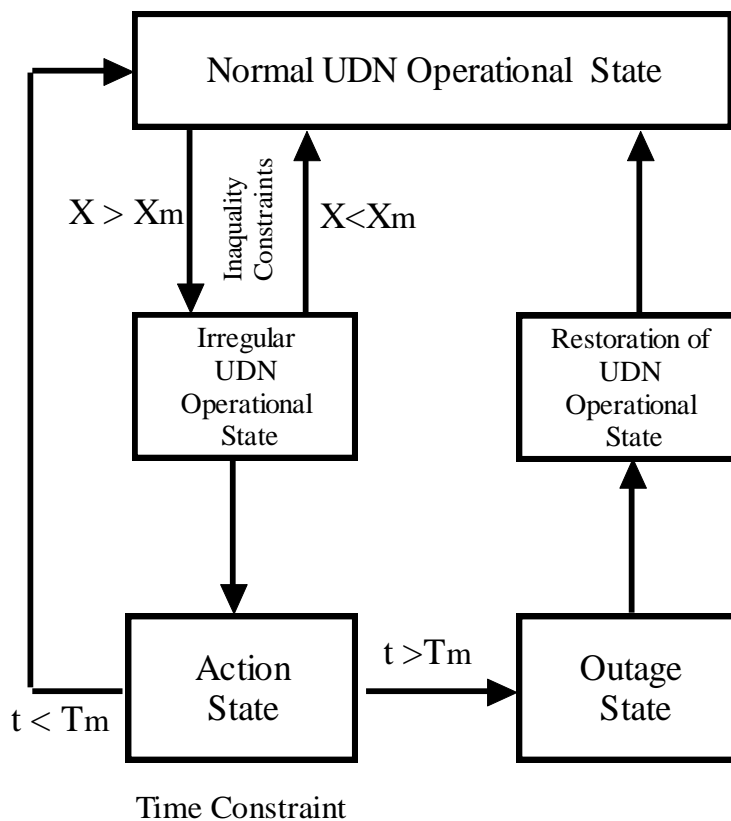 Normal UDN Operational State
X > Xm
Inaquality
Constraints
X<Xm
Irregular
UDN
Operational
State
Restoration of
UDN
Operational
State
Action
State
t >Tm
Outage
State
t < Tm
Time Constraint